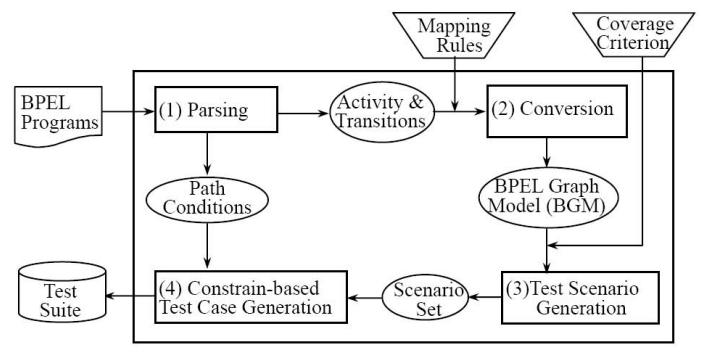 Mapping
Rules
Coverage
Criterion
BPEL
Programs
(1) Parsing
Activity &
Transitions
(2) Conversion
Path
Conditions
BPEL Graph
Model (BGM)
Test
Suite
(4) Constrain-based
Test Case Generation
Scenario
Set
(3)Test Scenario
Generation